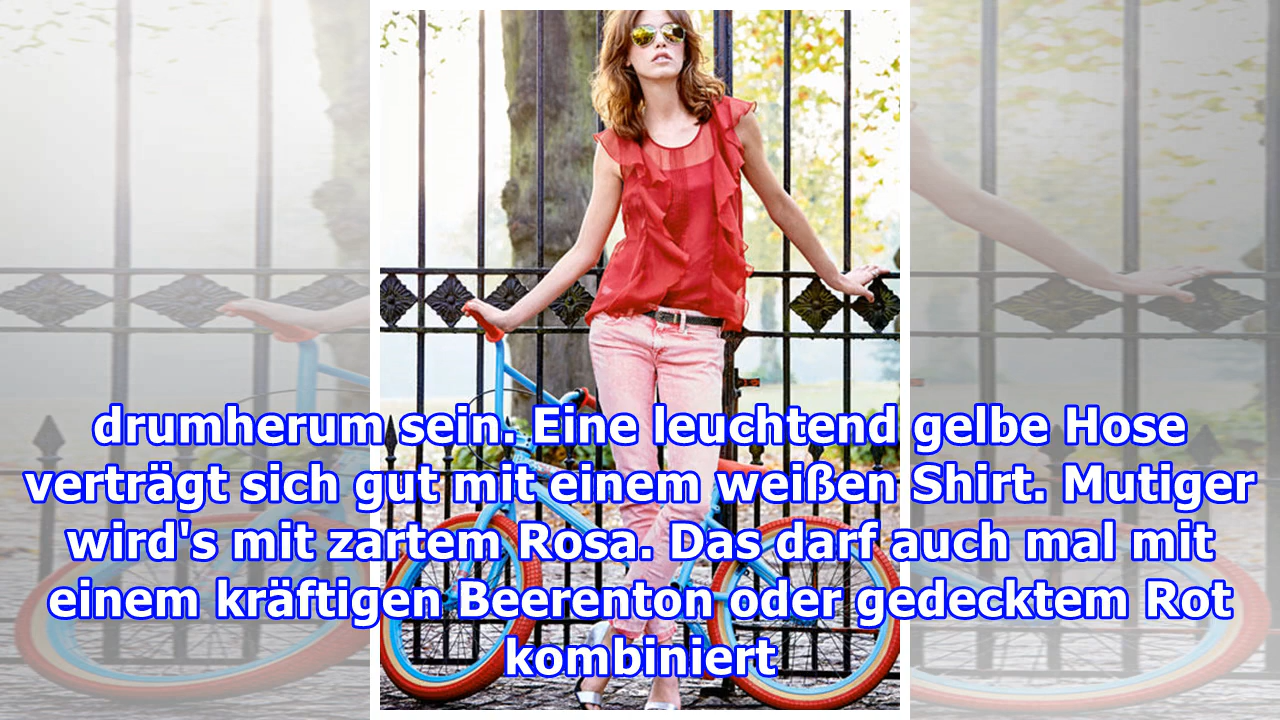 drumherum sein. Eine leuchtend gelbe Hose
verträgt sich gut mit einem weißen Shirt. Mutiger
wird's mit zartem Rosa. Das darf auch mal mit
einem kräftigen Beerenton oder gedecktem Rot
kombiniert